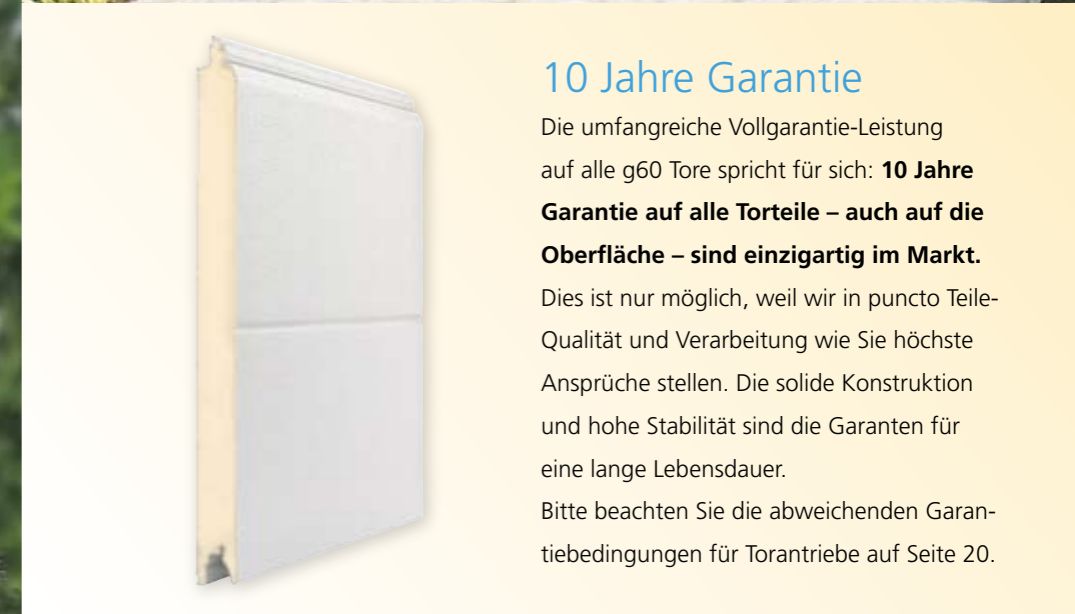 10 Jahre Garantie
Die umfangreiche Vollgarantie-Leistung
auf alle g60 Tore spricht für sich: 10 Jahre
Garantie auf alle Torteile – auch auf die
Oberfläche – sind einzigartig im Markt.
Dies ist nur möglich, weil wir in puncto Teile-
Qualität und Verarbeitung wie Sie höchste
Ansprüche stellen. Die solide Konstruktion
und hohe Stabilität sind die Garanten für
eine lange Lebensdauer.
Bitte beachten Sie die abweichenden Garan-
tiebedingungen für Torantriebe auf Seite 20.